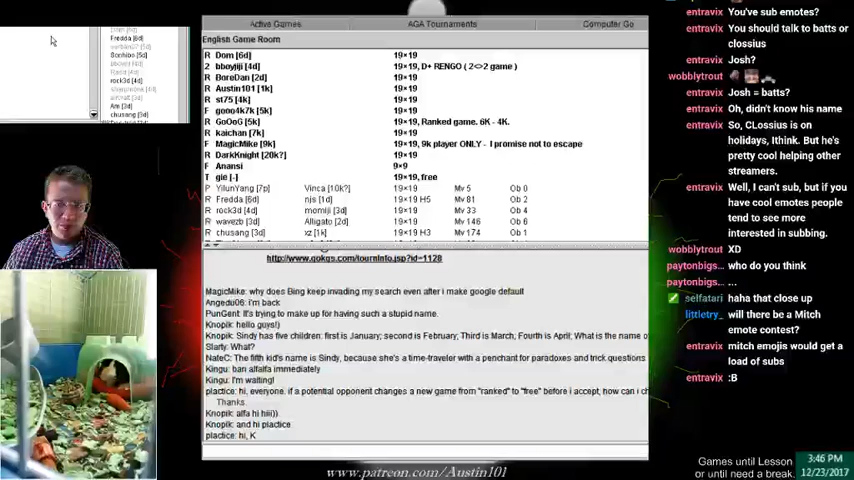 Fredda [6d]
Bonhibo [5d]
rock3d [4d]
Am [3d]
chusang [3d]
Active Games
AGA Tournaments
Computer Go
English Game Room
R Dom [6d] 19×19
2 bboyjiji [4d] 19×19, D+ RENGO ( 2<>2 game )
R BoreDan [2d] 19×19
R Austin101 [1k] 19×19
R st75 [4k] 19×19
F gooo4k7k [5k] 19×19
R GoOoG [5k] 19×19, Ranked game. 6K - 4K.
R kaichan [7k] 19×19
F MagicMike [9k] 19×19, 9k player ONLY - I promise not to escape
R DarkKnight [20k?] 19×19
F Anansi 9×9
T gie [-] 19×19, free
P YilunYang [7p] Vinca [10k?] 19×19 Mv 5 Ob 0
R Fredda [6d] njs [1d] 19×19 H5 Mv 81 Ob 2
R rock3d [4d] momiji [3d] 19×19 Mv 33 Ob 4
R wavezb [3d] Alligato [2d] 19×19 Mv 146 Ob 6
R chusang [3d] xz [1k] 19×19 H3 Mv 174 Ob 1
http://www.gokgs.com/tournInfo.jsp?id=1128
MagicMike: why does Bing keep invading my search even after i make google default
Angedu06: i'm back
PunGent: It's trying to make up for having such a stupid name.
Knopik: hello guys!)
Knopik: Sindy has five children: first is January; second is February; Third is March; Fourth is April; What is the name o
Slarty: What?
NateC: The fifth kid's name is Sindy, because she's a time-traveler with a penchant for paradoxes and trick questions
Kingu: ban alfalfa immediately
Kingu: I'm waiting!
plactice: hi, everyone. if a potential opponent changes a new game from "ranked" to "free" before i accept, how can i ch
Thanks.
Knopik: alfa hi hiii)).
Knopik: and hi plactice
plactice: hi, K
www.patreon.com/Austin101
entravix You've sub emotes?
entravix You should talk to batts or
clossius
entravix Josh?
wobblytrout
entravix Josh = batts?
entravix Oh, didn't know his name
entravix So, CLossius is on
holidays, Ithink. But he's
pretty cool helping other
streamers.
entravix Well, I can't sub, but if you
have cool emotes people
tend to see more
interested in subbing.
wobblytrout XD
paytonbigs... who do you think
paytonbigs... ...
selfatari haha that close up
littletry_ will there be a Mitch
emote contest?
entravix mitch emojis would get a
load of subs
entravix :B
Games until Lesson
or until need a break.
3:46 PM
12/23/2017